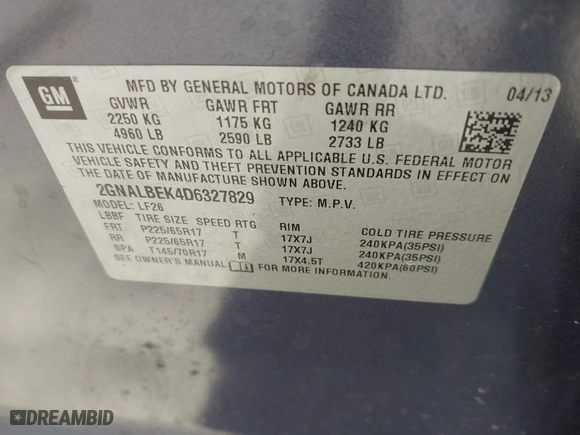 GM
MFD BY GENERAL MOTORS OF CANADA LTD. 04/13
GVWR GAWR FRT GAWR RR
2250 KG 1175 KG 1240 KG
4960 LB 2590 LB 2733 LB
THIS VEHICLE CONFORMS TO ALL APPLICABLE U.S. FEDERAL MOTOR
VEHICLE SAFETY AND THEFT PREVENTION STANDARDS IN EFFECT ON
THE DATE OF MANUFACTURE SHOWN ABOVE.
2GNALBEK4D6327829 TYPE: M.P.V.
MODEL: LF26
LBBF TIRE SIZE SPEED RTG RIM COLD TIRE PRESSURE
FRT P225/65R17 T 17X7J 240KPA(35PSI)
RR P225/65R17 T 17X7J 240KPA(35PSI)
SPA T145/70R17 M 17X4.5T 420KPA(60PSI)
SEE OWNER'S MANUAL FOR MORE INFORMATION
DREAMBID